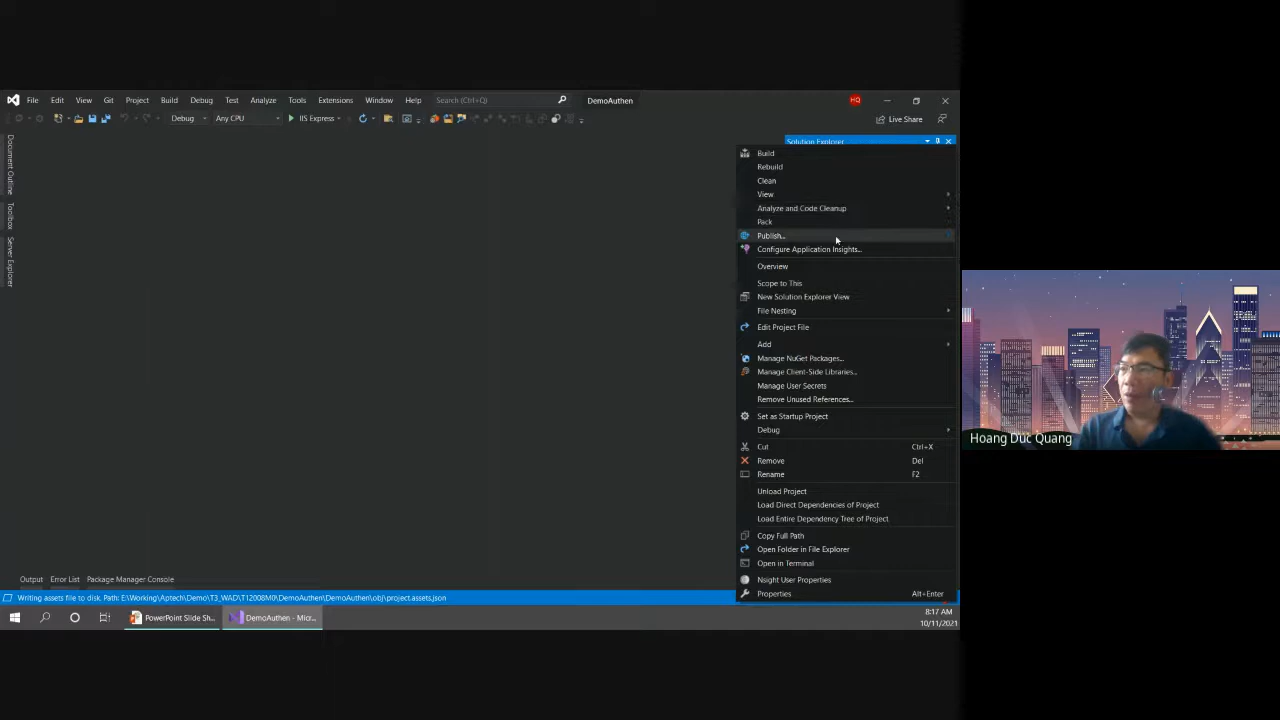 File Edit View Git Project Build Debug Test Analyze Tools Extensions Window Help Search (Ctrl+Q) DemoAuthen HQ
Debug Any CPU IIS Express Live Share
Document Outline
Toolbox
Server Explorer
Solution Explorer
Build
Rebuild
Clean
View
Analyze and Code Cleanup
Pack
Publish...
Configure Application Insights...
Overview
Scope to This
New Solution Explorer View
File Nesting
Edit Project File
Add
Manage NuGet Packages...
Manage Client-Side Libraries...
Manage User Secrets
Remove Unused References...
Set as Startup Project
Debug
Cut Ctrl+X
Remove Del
Rename F2
Unload Project
Load Direct Dependencies of Project
Load Entire Dependency Tree of Project
Copy Full Path
Open Folder in File Explorer
Open in Terminal
Nsight User Properties
Properties Alt+Enter
Output Error List Package Manager Console
Writing assets file to disk. Path: E:\Working\Aptech\Demo\T3_WAD\T12008M0\DemoAuthen\DemoAuthen\obj\project.assets.json
PowerPoint Slide Sh... DemoAuthen - Micr...
8:17 AM
10/11/2021
Hoang Duc Quang